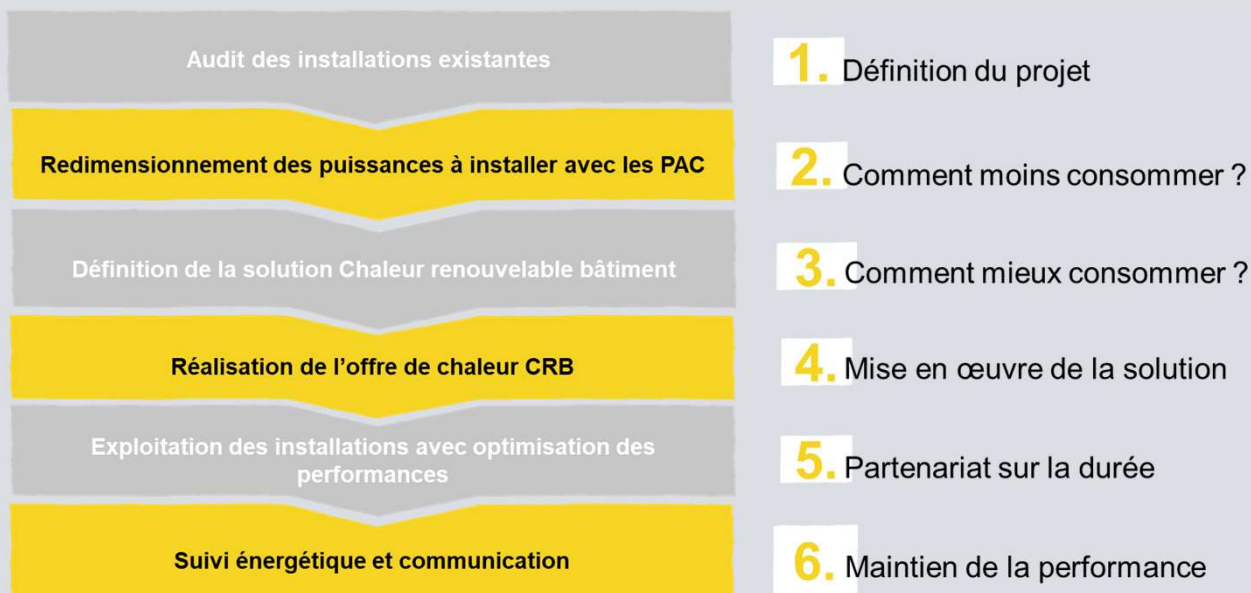 Audit des installations existantes
1. Définition du projet
Redimensionnement des puissances à installer avec les PAC
2. Comment moins consommer ?
Définition de la solution Chaleur renouvelable bâtiment
3. Comment mieux consommer ?
Réalisation de l’offre de chaleur CRB
4. Mise en œuvre de la solution
Exploitation des installations avec optimisation des
performances
5. Partenariat sur la durée
Suivi énergétique et communication
6. Maintien de la performance